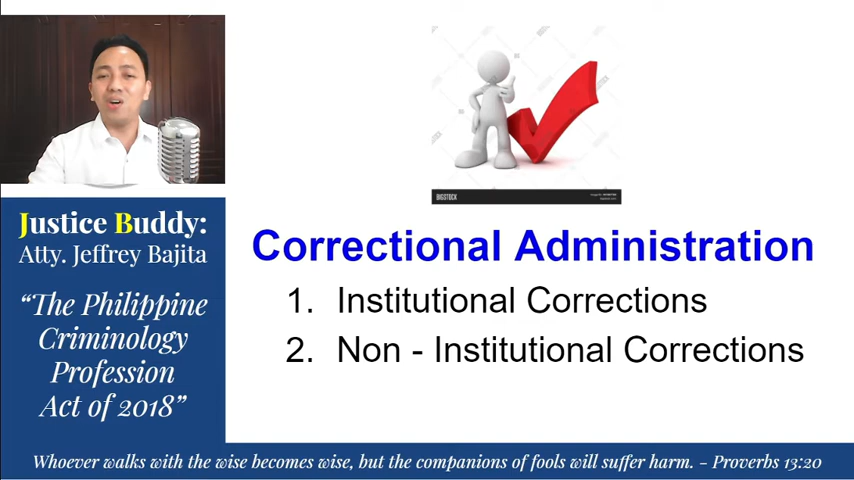 BIGSTOCK
Justice Buddy:
Atty. Jeffrey Bajita
“The Philippine
Criminology
Profession
Act of 2018”
Correctional Administration
1. Institutional Corrections
2. Non - Institutional Corrections
Whoever walks with the wise becomes wise, but the companions of fools will suffer harm. - Proverbs 13:20